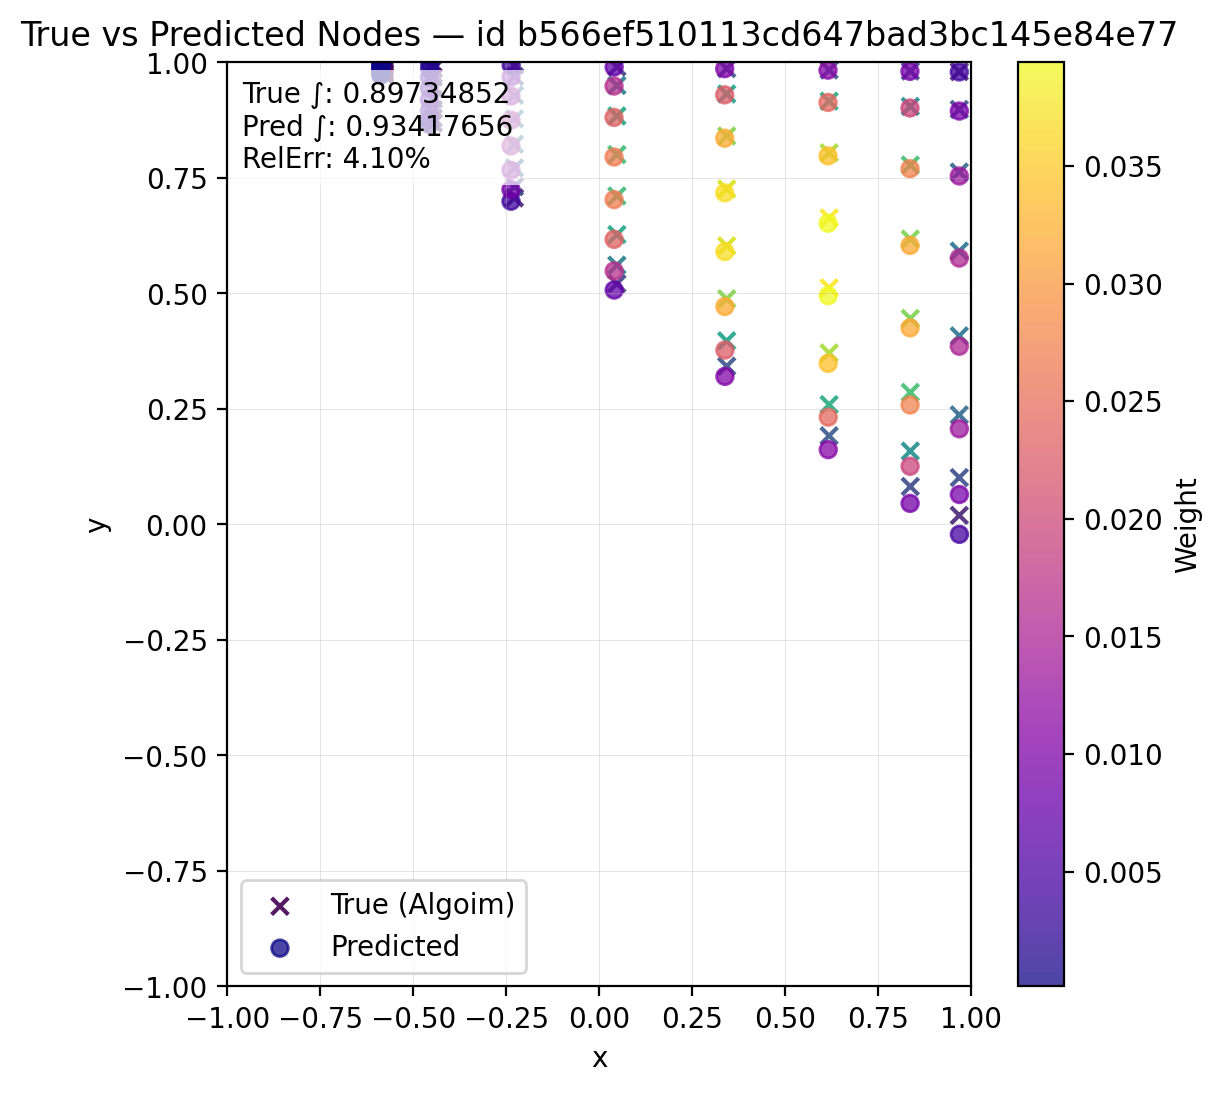 True vs Predicted Nodes — id b566ef510113cd647bad3bc145e84e77
True ∫: 0.89734852
Pred ∫: 0.93417656
RelErr: 4.10%
1.00
0.75
0.50
0.25
0.00
−0.25
−0.50
−0.75
−1.00
y
True (Algoim)
Predicted
−1.00 −0.75 −0.50 −0.25 0.00 0.25 0.50 0.75 1.00
x
0.035
0.030
0.025
0.020
0.015
0.010
0.005
Weight